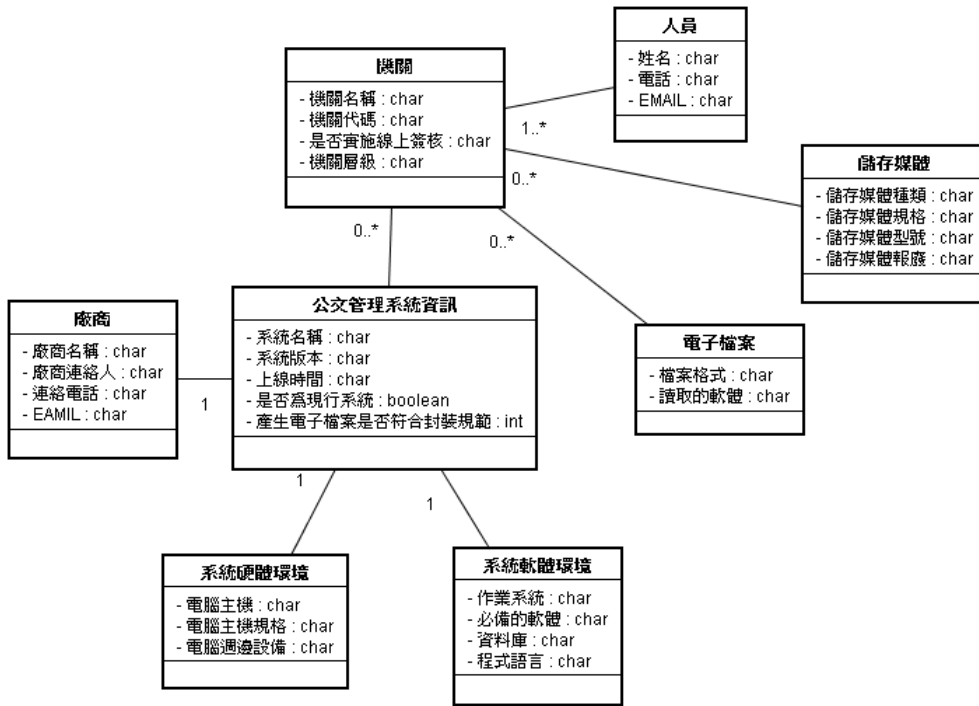 人員
- 姓名 : char
- 電話 : char
- EMAIL : char
機關
- 機關名稱 : char
- 機關代碼 : char
- 是否實施線上簽核 : char
- 機關層級 : char
1..*
0..*
0..*
0..*
儲存媒體
- 儲存媒體種類 : char
- 儲存媒體規格 : char
- 儲存媒體型號 : char
- 儲存媒體報廢 : char
廠商
- 廠商名稱 : char
- 廠商連絡人 : char
- 連絡電話 : char
- EAMIL : char
1
公文管理系統資訊
- 系統名稱 : char
- 系統版本 : char
- 上線時間 : char
- 是否為現行系統 : boolean
- 產生電子檔案是否符合封裝規範 : int
電子檔案
- 檔案格式 : char
- 讀取的軟體 : char
1
1
系統硬體環境
- 電腦主機 : char
- 電腦主機規格 : char
- 電腦週邊設備 : char
系統軟體環境
- 作業系統 : char
- 必備的軟體 : char
- 資料庫 : char
- 程式語言 : char